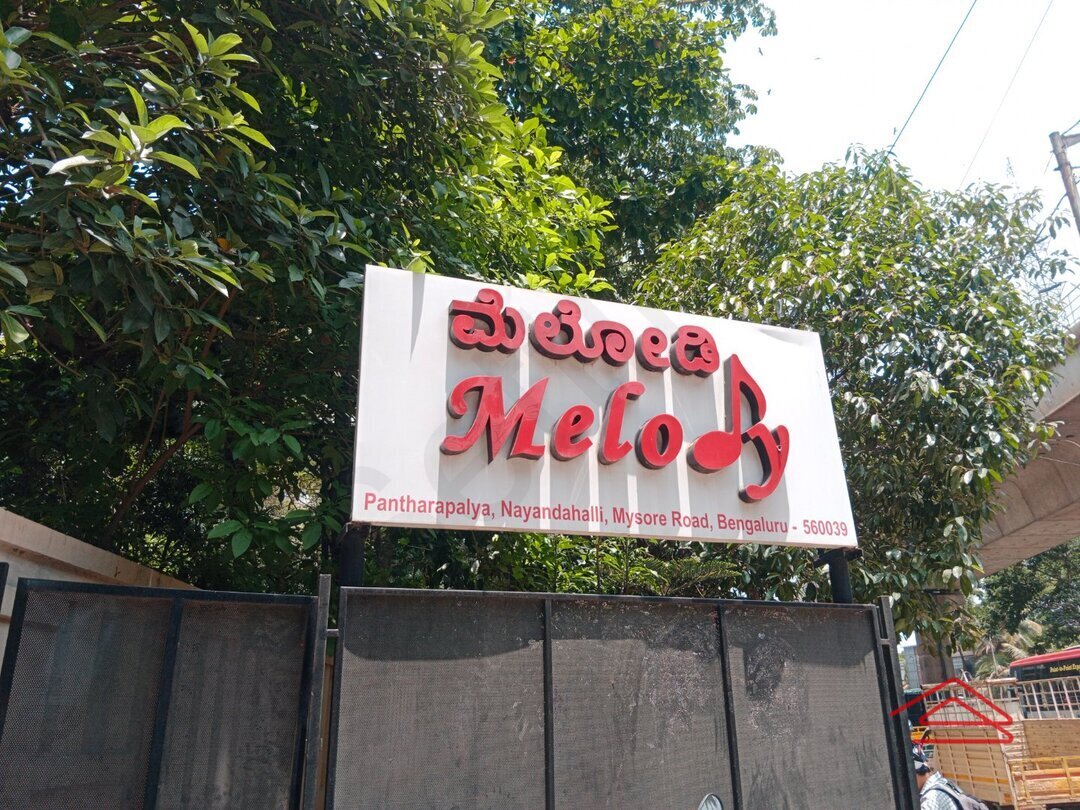 ಮೆಲೋಡಿ
Melody
Pantharapalya, Nayandahalli, Mysore Road, Bengaluru - 560039